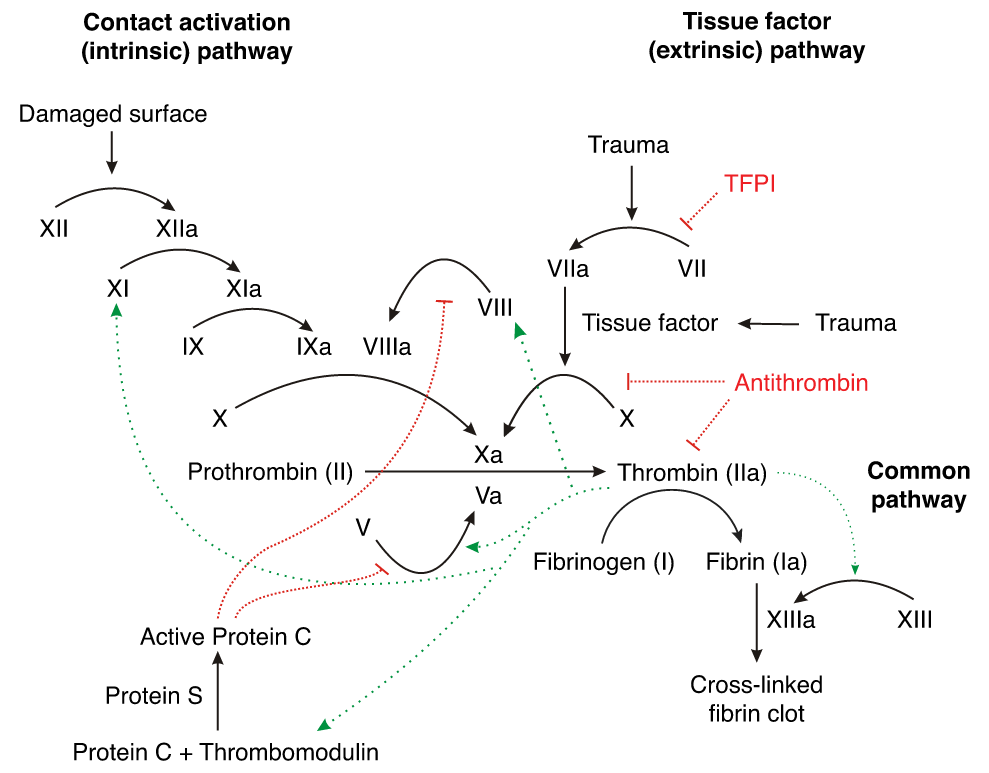 Contact activation
(intrinsic) pathway
Tissue factor
(extrinsic) pathway
Damaged surface
Trauma
TFPI
XII
XIIa
VIIa
VII
XI
XIa
VIII
Tissue factor
Trauma
IX
IXa
VIIIa
Antithrombin
X
X
Xa
Prothrombin (II)
Thrombin (IIa)
Common
pathway
Va
V
Fibrinogen (I)
Fibrin (Ia)
XIIIa
XIII
Active Protein C
Protein S
Cross-linked
fibrin clot
Protein C + Thrombomodulin